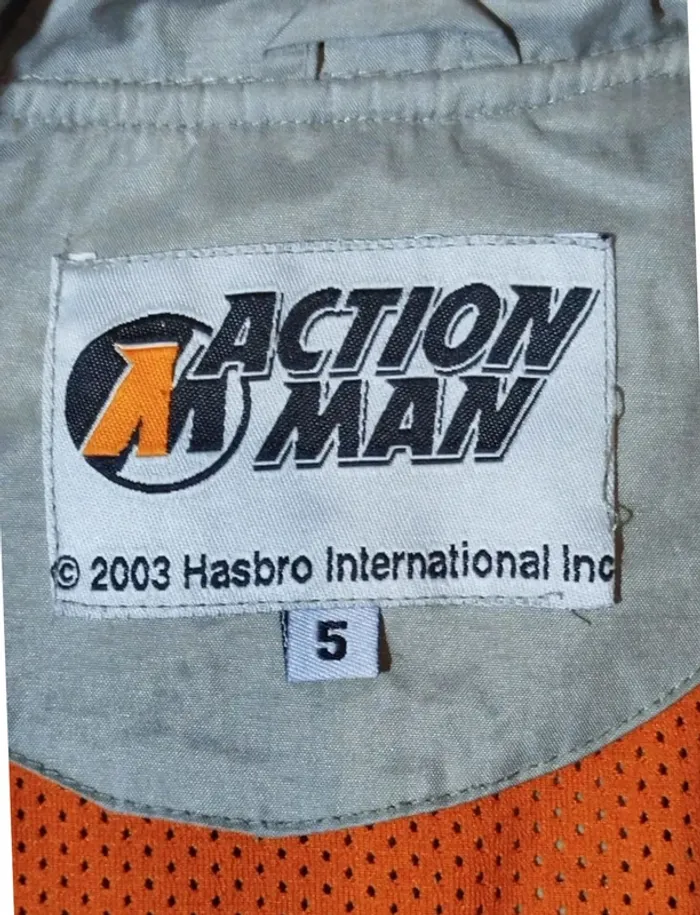 ACTION
MAN
© 2003 Hasbro International Inc
5